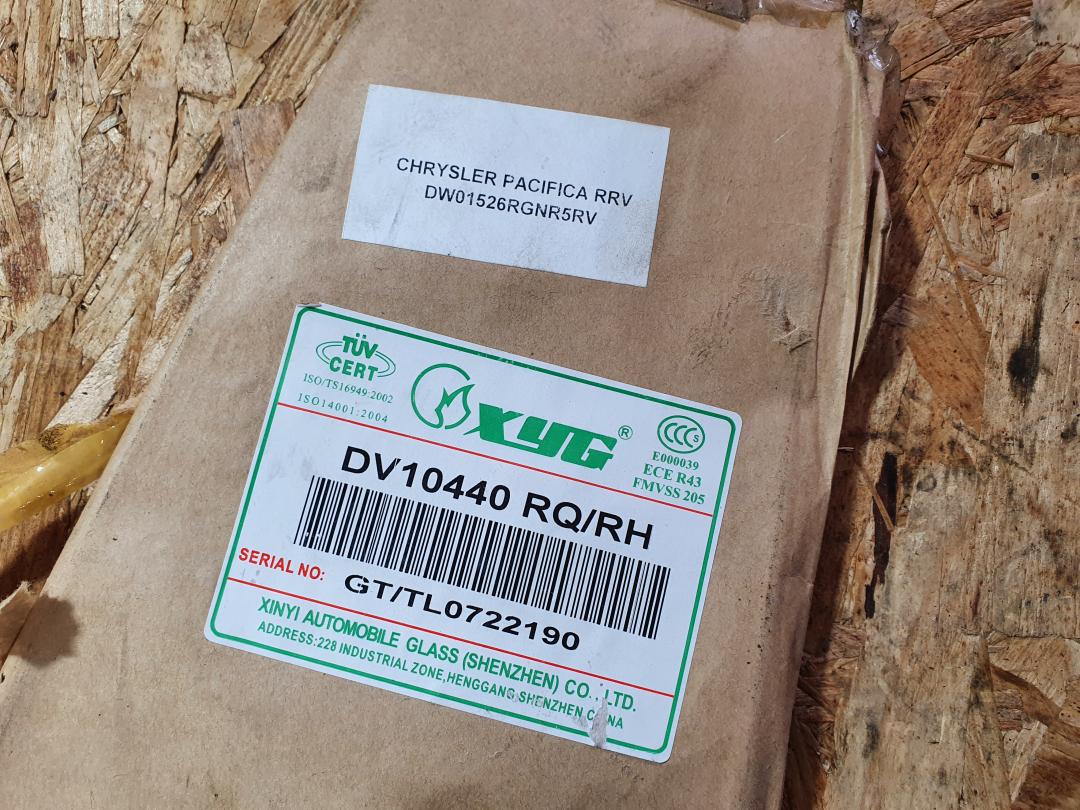 CHRYSLER PACIFICA RRV
DW01526RGNR5RV
TÜV
CERT
ISO/TS16949:2002
ISO14001:2004
XYG®
CCC S
E000039
ECE R43
FMVSS 205
DV10440 RQ/RH
SERIAL NO:
GT/TL0722190
XINYI AUTOMOBILE GLASS (SHENZHEN) CO.,LTD.
ADDRESS:228 INDUSTRIAL ZONE,HENGGANG,SHENZHEN